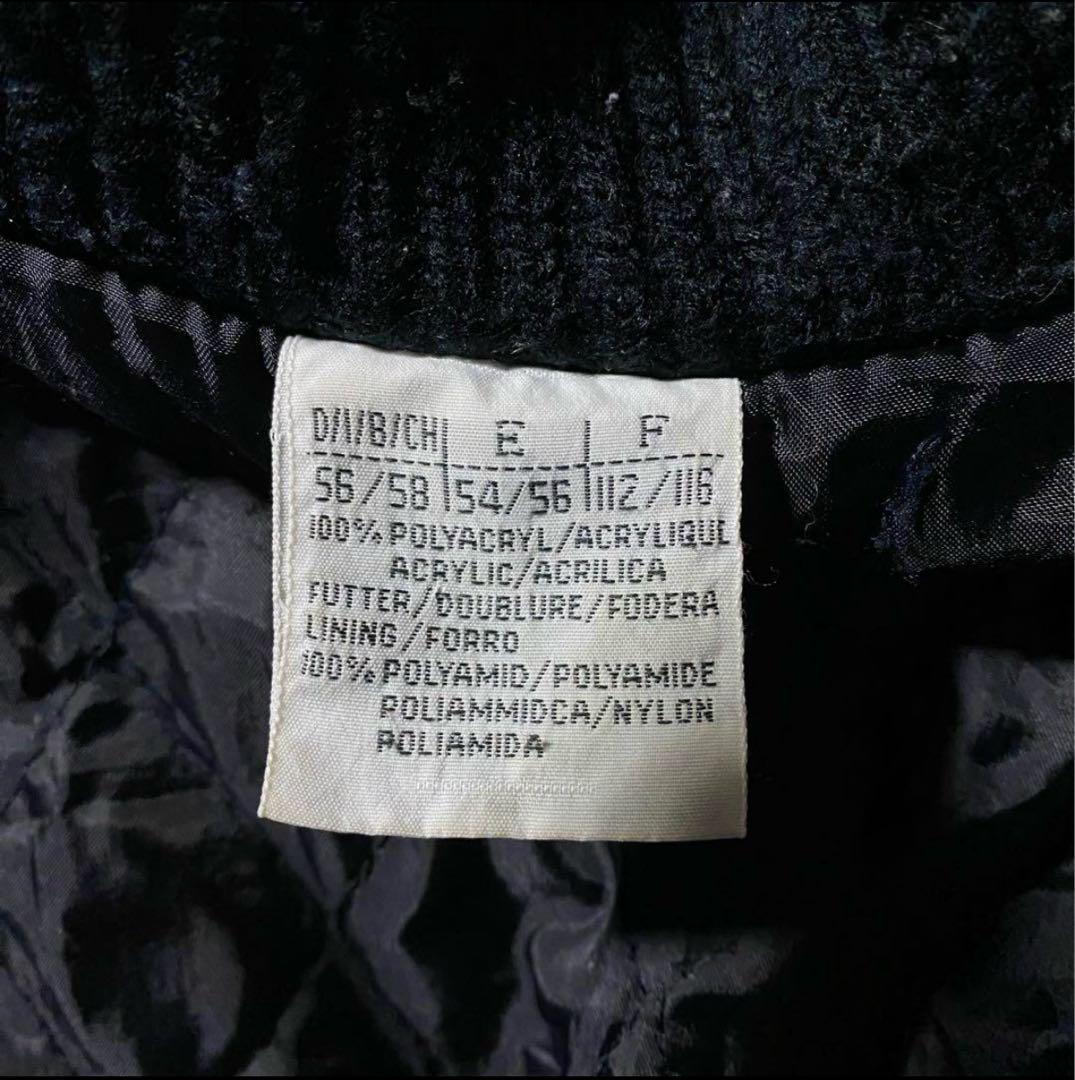 D/I/B/CH E F
56/58 54/56 112/116
100% POLYACRYL/ACRYLIQUE
ACRYLIC/ACRILICA
FUTTER/DOUBLURE/FODERA
LINING/FORRO
100% POLYAMID/POLYAMIDE
POLIAMMIDCA/NYLON
POLIAMIDA